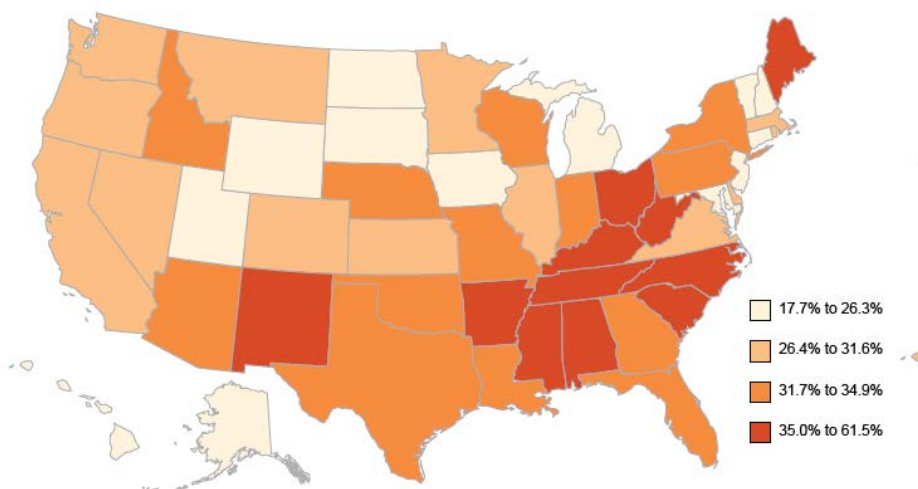 17.7% to 26.3%
26.4% to 31.6%
31.7% to 34.9%
35.0% to 61.5%